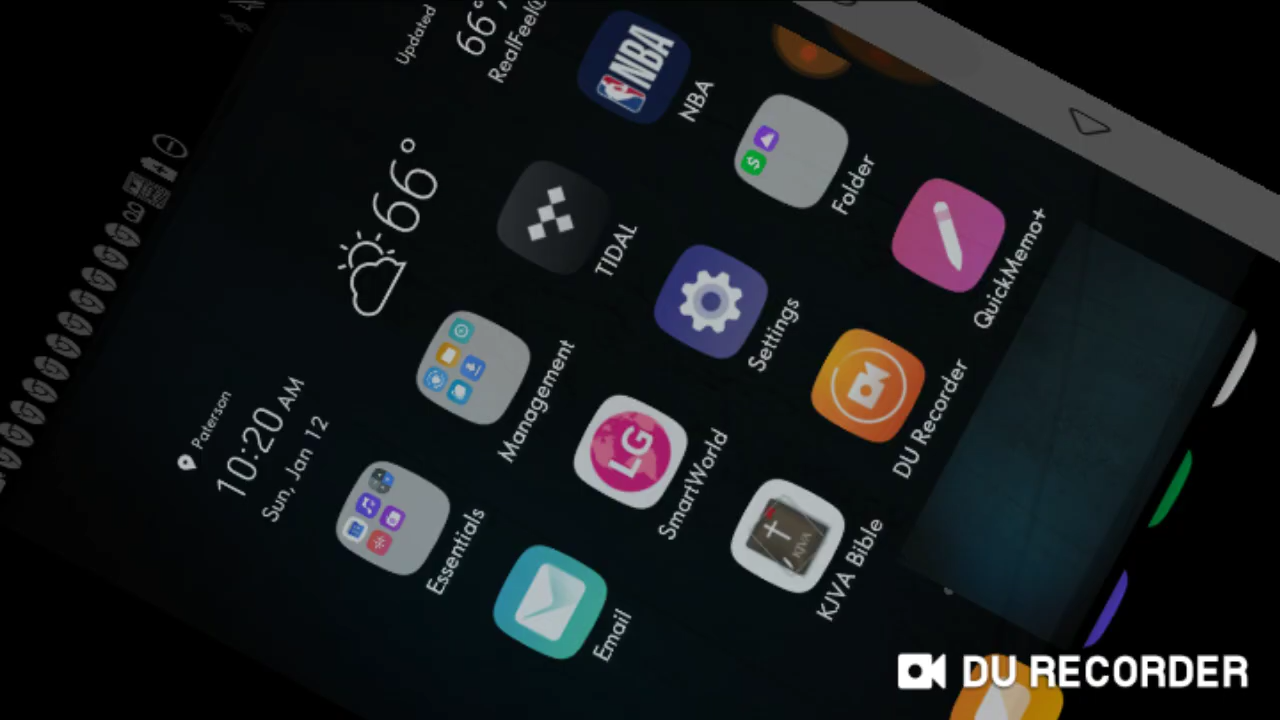 Paterson
10:20 AM
Sun, Jan 12
66°
Updated
66°
RealFeel
Essentials
Management
TIDAL
NBA
NBA
Email
LG
SmartWorld
Settings
$
Folder
KJVA
KJVA Bible
DU Recorder
QuickMemo+
DU RECORDER